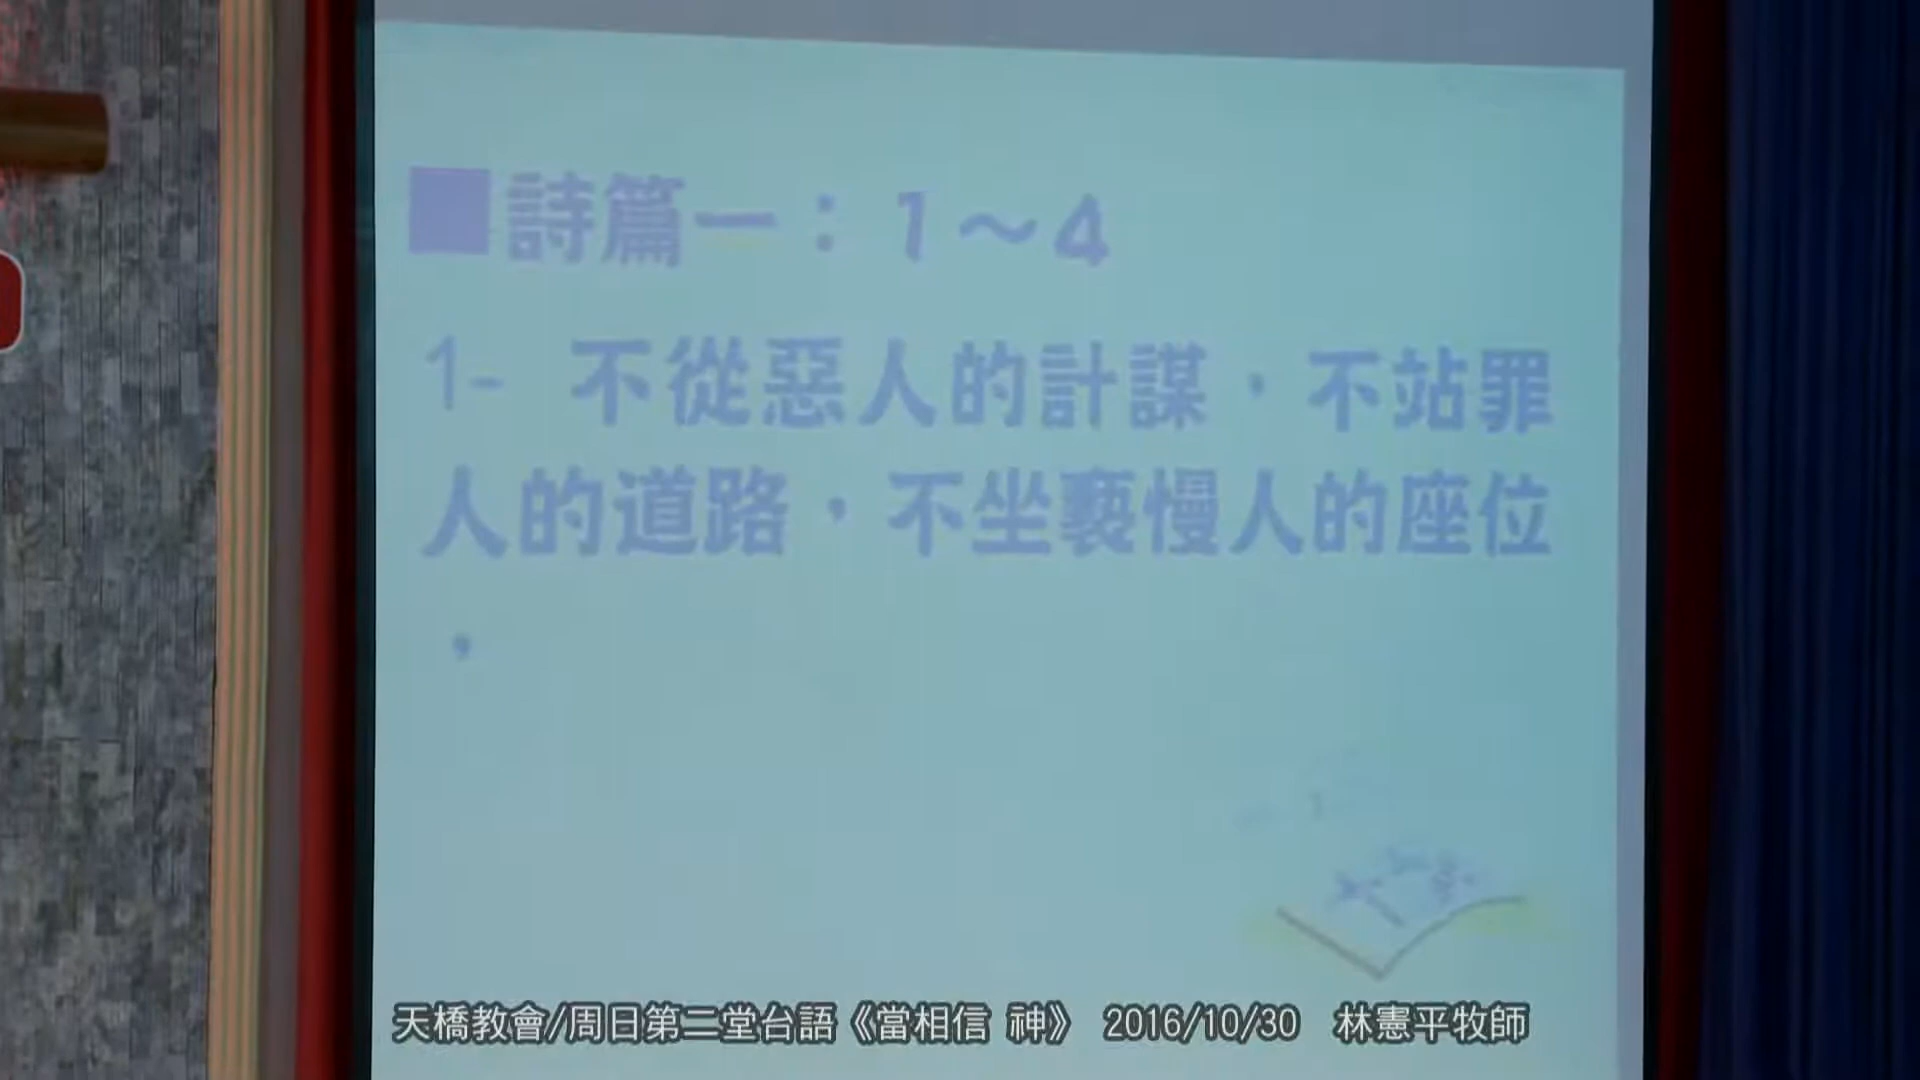 ■詩篇一：1～4
1- 不從惡人的計謀，不站罪
人的道路，不坐褻慢人的座位
，
天橋教會/周日第二堂台語《當相信 神》 2016/10/30 林憲平牧師